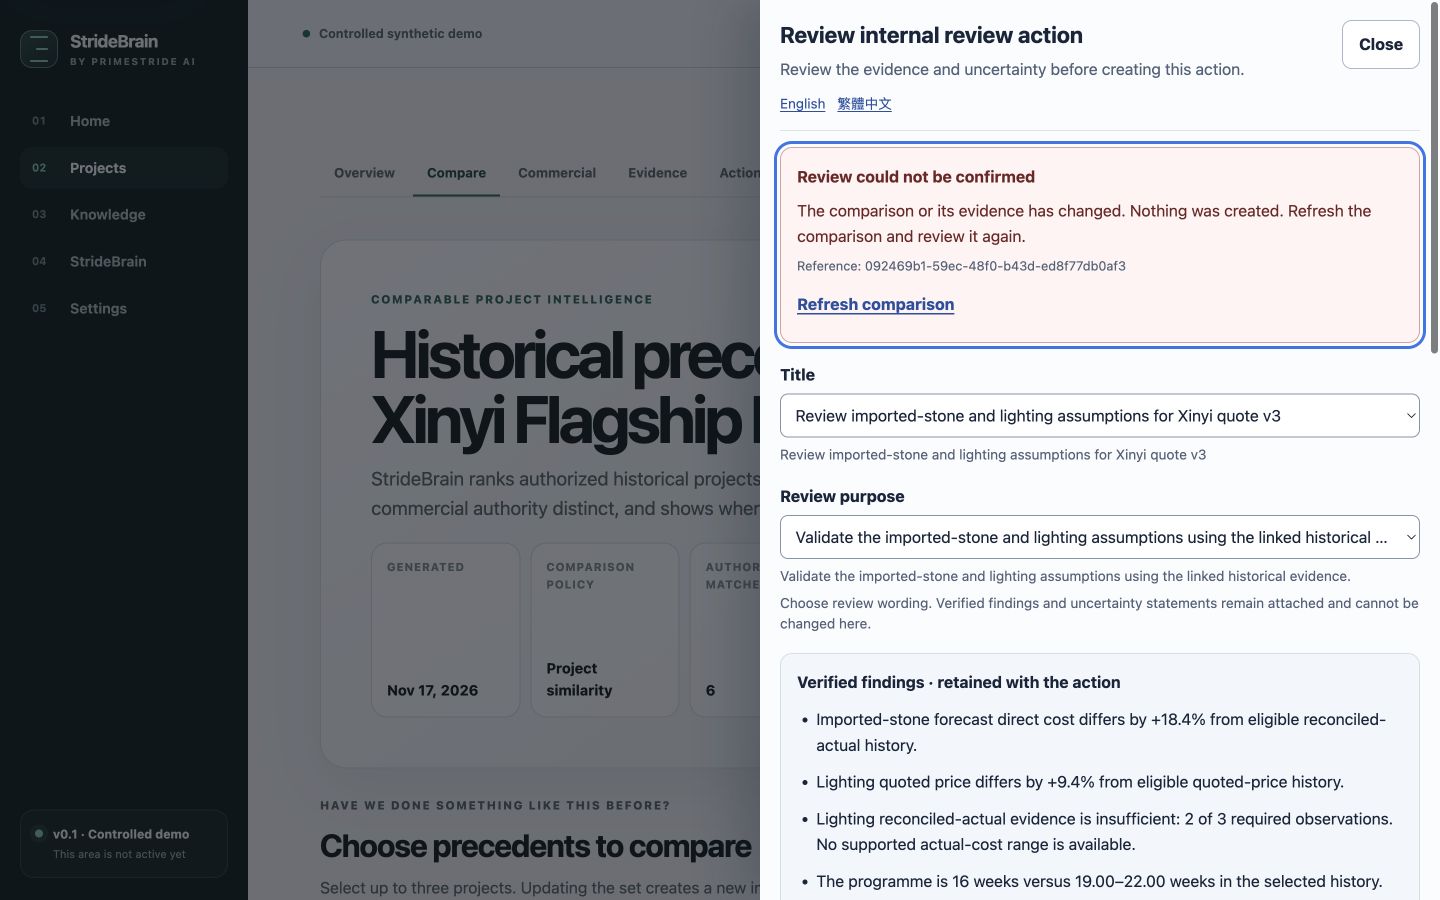 StrideBrain
BY PRIMESTRIDE AI
01 Home
02 Projects
03 Knowledge
04 StrideBrain
05 Settings
v0.1 · Controlled demo
This area is not active yet
Controlled synthetic demo
Overview Compare Commercial Evidence Action
COMPARABLE PROJECT INTELLIGENCE
Historical prec
Xinyi Flagship
StrideBrain ranks authorized historical projects
commercial authority distinct, and shows wher
GENERATED
Nov 17, 2026
COMPARISON
POLICY
Project
similarity
AUTHOR
MATCHE
6
HAVE WE DONE SOMETHING LIKE THIS BEFORE?
Choose precedents to compare
Select up to three projects. Updating the set creates a new in
Review internal review action
Close
Review the evidence and uncertainty before creating this action.
English 繁體中文
Review could not be confirmed
The comparison or its evidence has changed. Nothing was created. Refresh the
comparison and review it again.
Reference: 092469b1-59ec-48f0-b43d-ed8f77db0af3
Refresh comparison
Title
Review imported-stone and lighting assumptions for Xinyi quote v3
Review imported-stone and lighting assumptions for Xinyi quote v3
Review purpose
Validate the imported-stone and lighting assumptions using the linked historical ...
Validate the imported-stone and lighting assumptions using the linked historical evidence.
Choose review wording. Verified findings and uncertainty statements remain attached and cannot be
changed here.
Verified findings · retained with the action
• Imported-stone forecast direct cost differs by +18.4% from eligible reconciled-
actual history.
• Lighting quoted price differs by +9.4% from eligible quoted-price history.
• Lighting reconciled-actual evidence is insufficient: 2 of 3 required observations.
No supported actual-cost range is available.
• The programme is 16 weeks versus 19.00–22.00 weeks in the selected history.